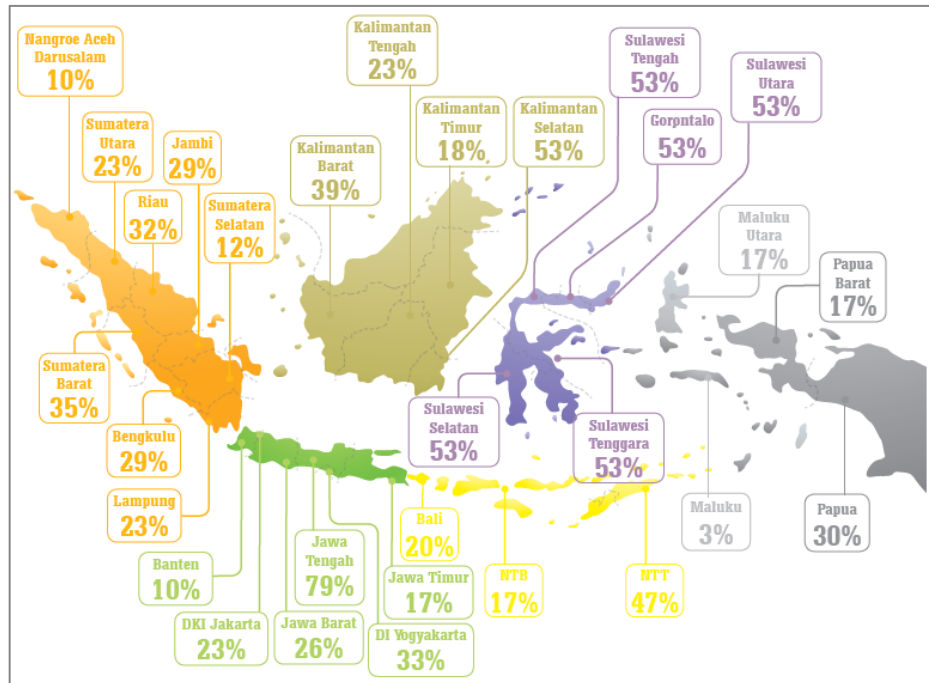 Nangroe Aceh
Darusalam
10%
Kalimantan
Tengah
23%
Sulawesi
Tengah
53%
Sulawesi
Utara
53%
Sumatera
Utara
23%
Jambi
29%
Kalimantan
Timur
18%.
Kalimantan
Selatan
53%
Gorontalo
53%
Kalimantan
Barat
39%
Riau
32%
Sumatera
Selatan
12%
Maluku
Utara
17%
Papua
Barat
17%
Sumatera
Barat
35%
Sulawesi
Selatan
53%
Sulawesi
Tenggara
53%
Bengkulu
29%
Lampung
23%
Bali
20%
Maluku
3%
Papua
30%
Banten
10%
Jawa
Tengah
79%
Jawa Timur
17%
NTB
17%
NTT
47%
DKI Jakarta
23%
Jawa Barat
26%
DI Yogyakarta
33%